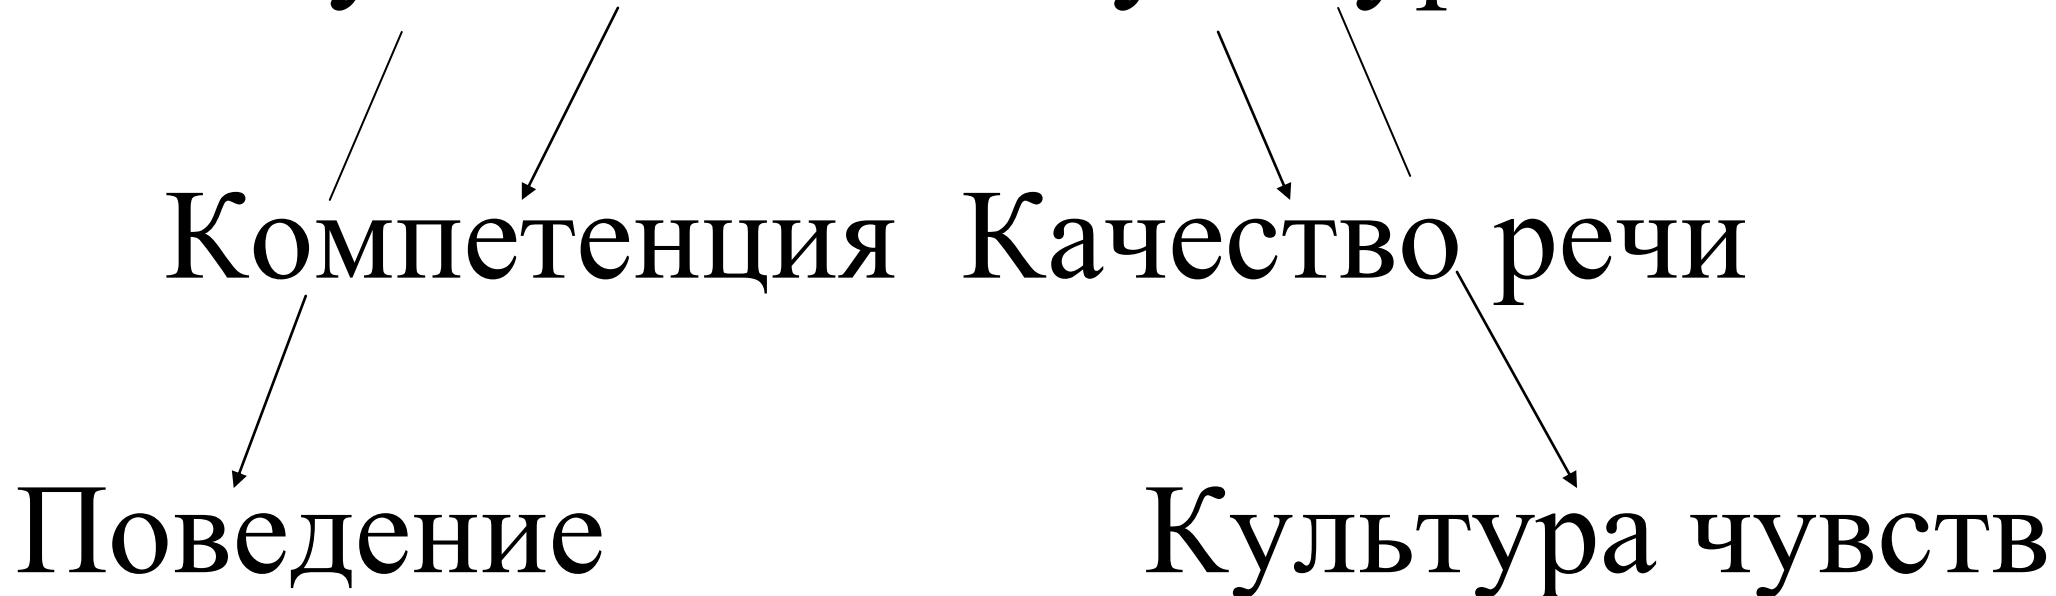 Компетенция Качество речи
Поведение Культура чувств